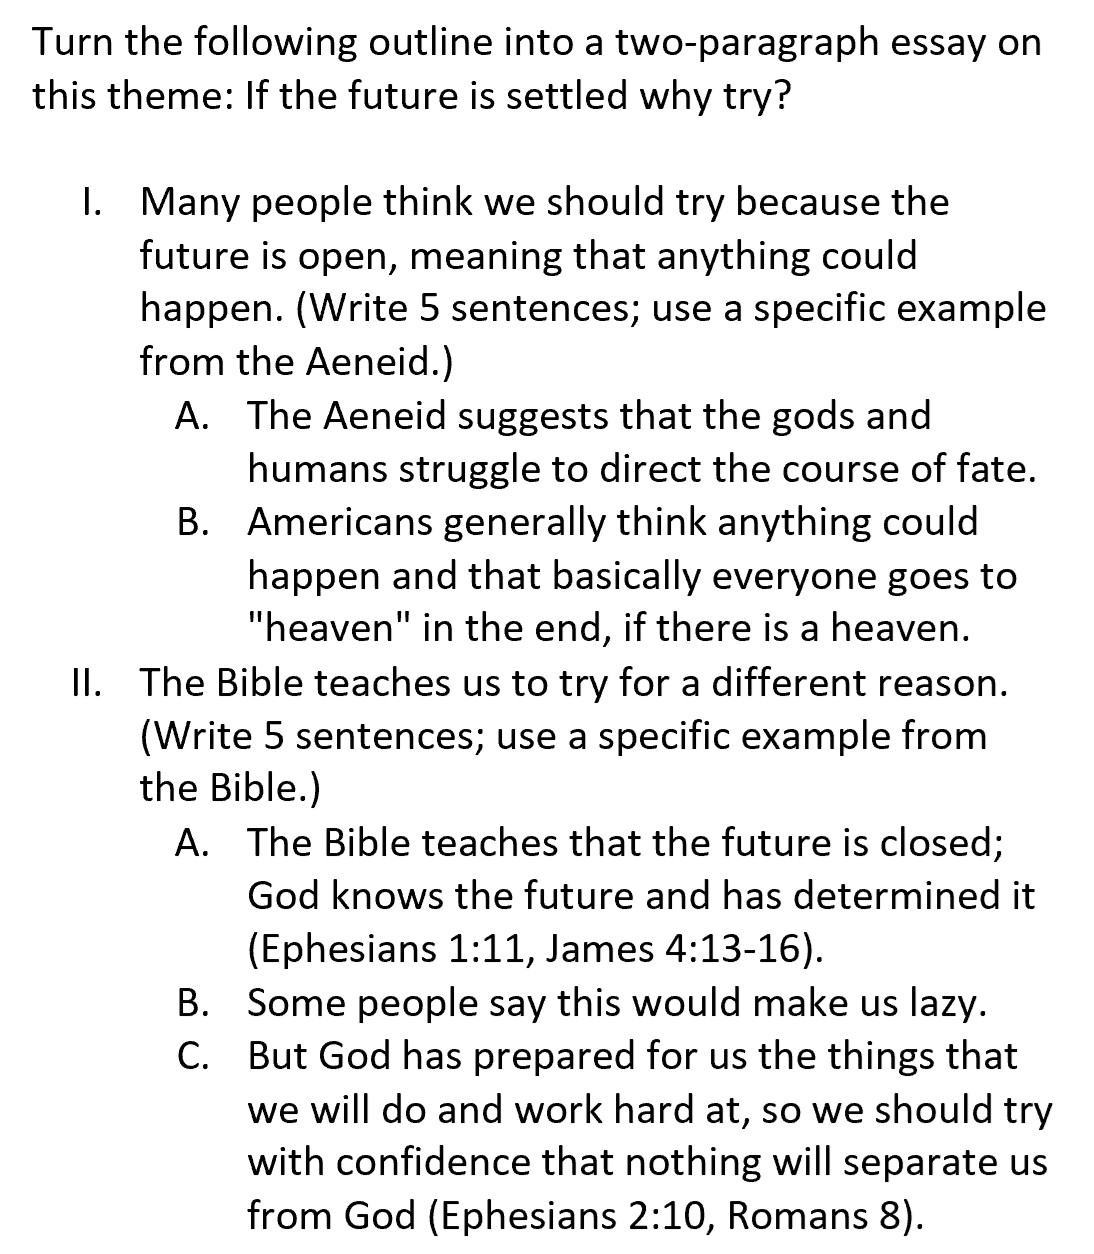 Turn the following outline into a two-paragraph essay on
this theme: If the future is settled why try?
I. Many people think we should try because the
future is open, meaning that anything could
happen. (Write 5 sentences; use a specific example
from the Aeneid.)
A. The Aeneid suggests that the gods and
humans struggle to direct the course of fate.
B. Americans generally think anything could
happen and that basically everyone goes to
"heaven" in the end, if there is a heaven.
II. The Bible teaches us to try for a different reason.
(Write 5 sentences; use a specific example from
the Bible.)
A. The Bible teaches that the future is closed;
God knows the future and has determined it
(Ephesians 1:11, James 4:13-16).
B. Some people say this would make us lazy.
C. But God has prepared for us the things that
we will do and work hard at, so we should try
with confidence that nothing will separate us
from God (Ephesians 2:10, Romans 8).